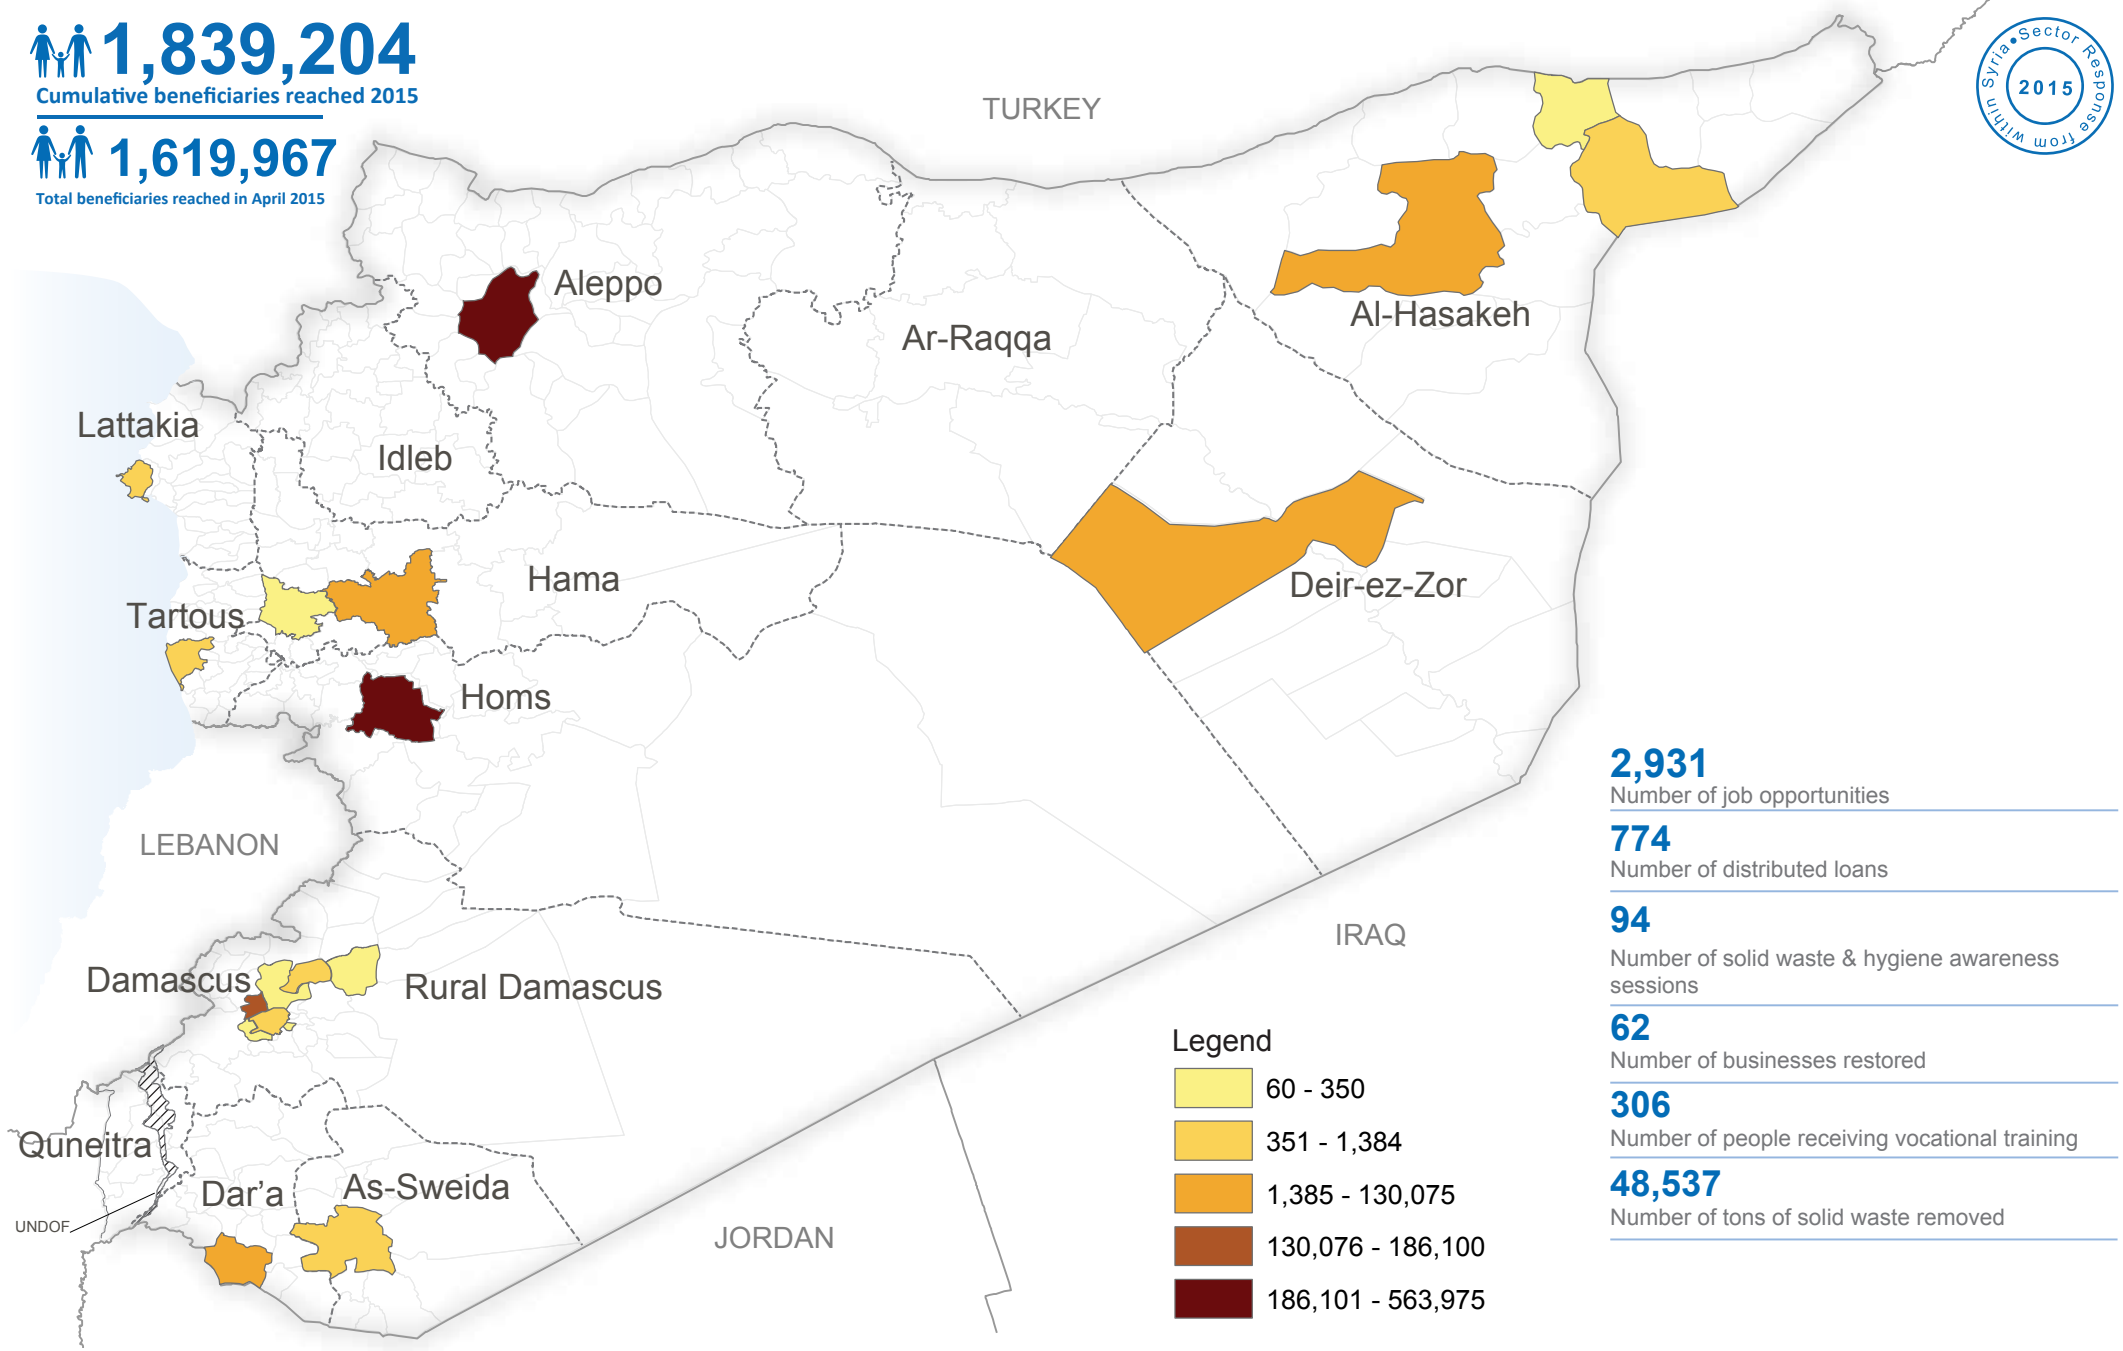 1,839,204
Cumulative beneficiaries reached 2015
1,619,967
Total beneficiaries reached in April 2015
Syria • Sector Response from within
2015
TURKEY
Aleppo
Ar-Raqqa
Al-Hasakeh
Lattakia
Idleb
Hama
Deir-ez-Zor
Tartous
Homs
LEBANON
IRAQ
Damascus
Rural Damascus
Quneitra
Dar'a
As-Sweida
UNDOF
JORDAN
Legend
60 - 350
351 - 1,384
1,385 - 130,075
130,076 - 186,100
186,101 - 563,975
2,931
Number of job opportunities
774
Number of distributed loans
94
Number of solid waste & hygiene awareness
sessions
62
Number of businesses restored
306
Number of people receiving vocational training
48,537
Number of tons of solid waste removed